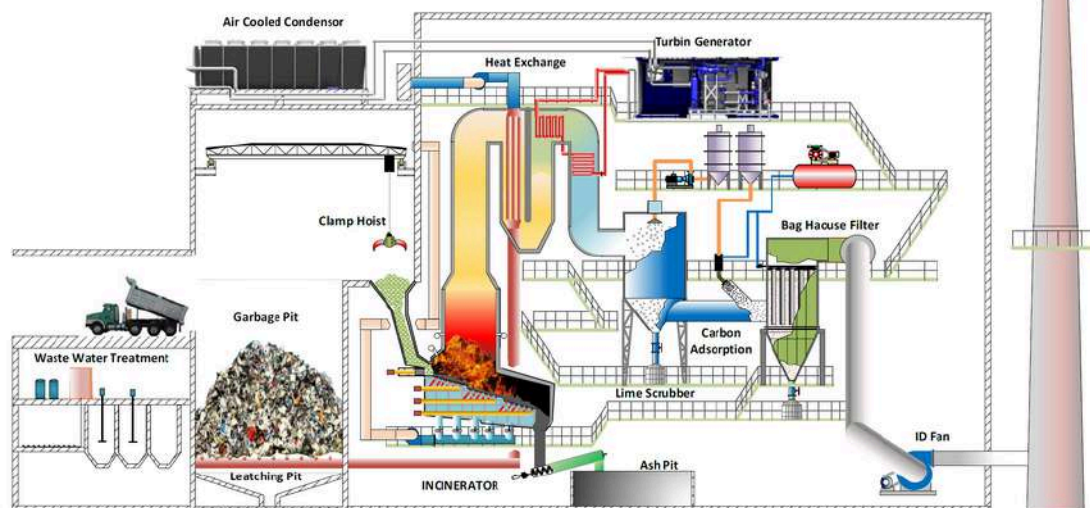 Air Cooled Condensor
Turbin Generator
Heat Exchange
Clamp Hoist
Bag Hacuse Filter
Garbage Pit
Waste Water Treatment
Carbon
Adsorption
Lime Scrubber
ID Fan
Leatching Pit
INCINERATOR
Ash Pit